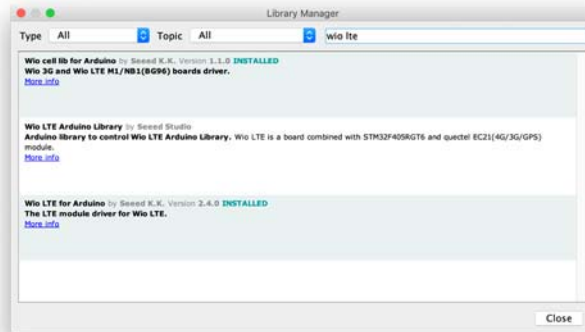 Library Manager
Type All Topic All wio lte
Wio cell lib for Arduino by Seeed K.K. Version 1.1.0 INSTALLED
Wio 3G and Wio LTE M1/NB1(BG96) boards driver.
More info
Wio LTE Arduino Library by Seeed Studio
Arduino library to control Wio LTE Arduino Library. Wio LTE is a board combined with STM32F405RGT6 and quectel EC21(4G/3G/GPS)
module.
More info
Wio LTE for Arduino by Seeed K.K. Version 2.4.0 INSTALLED
The LTE module driver for Wio LTE.
More info
Close